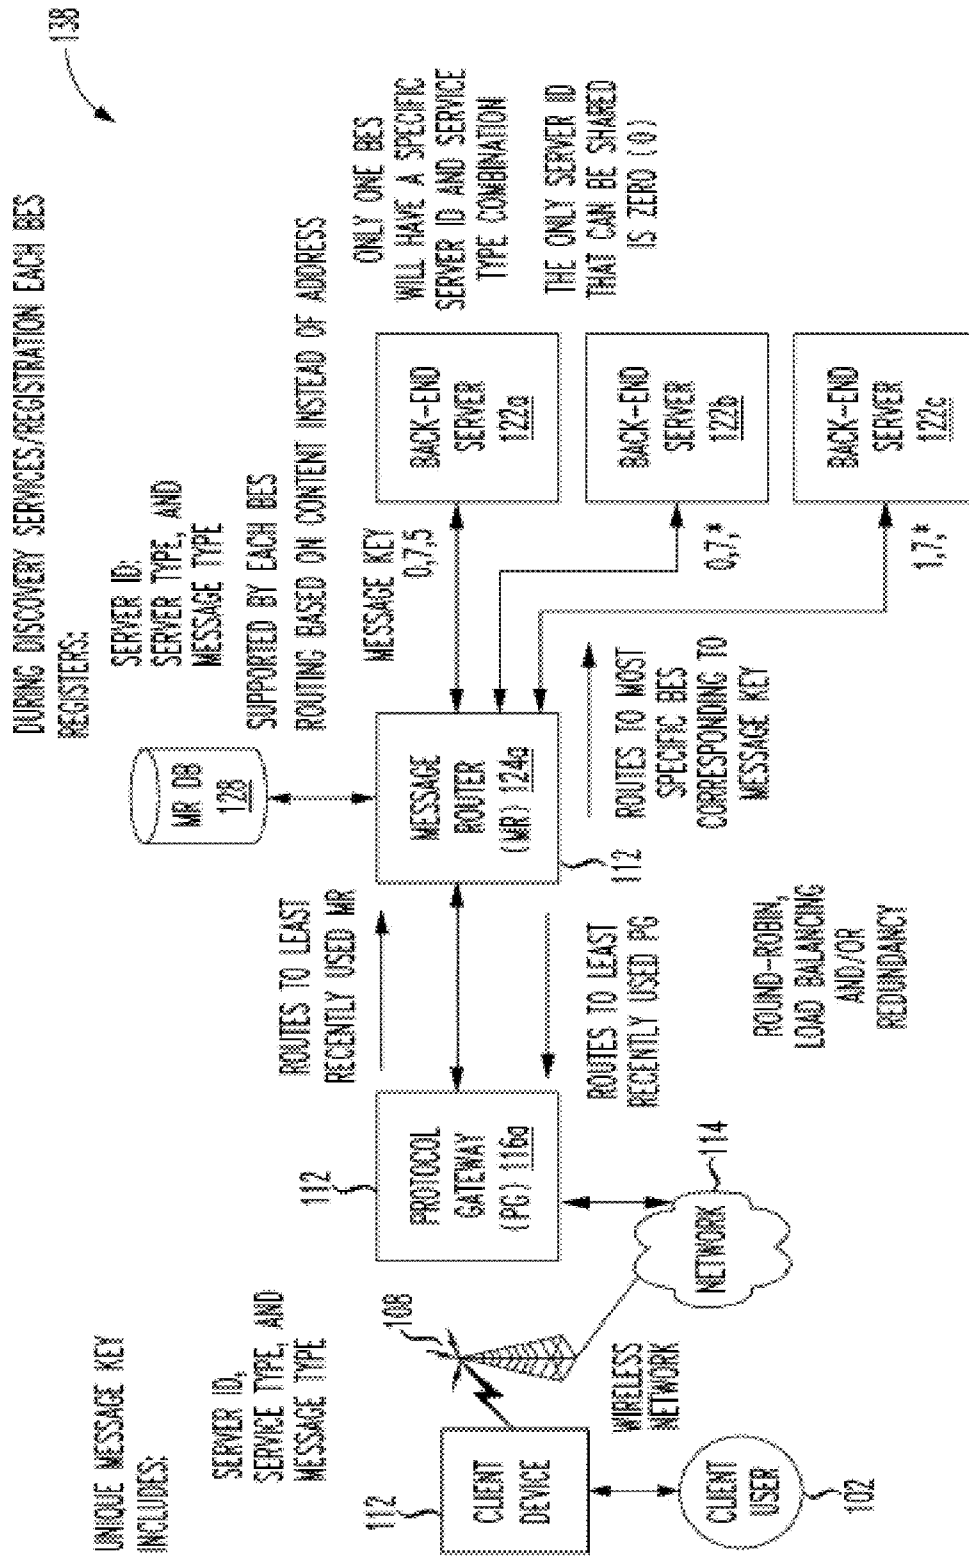 138
DURING DISCOVERY SERVICES/REGISTRATION EACH BES
REGISTERS:
SERVER ID,
SERVER TYPE, AND
MESSAGE TYPE
SUPPORTED BY EACH BES
ROUTING BASED ON CONTENT INSTEAD OF ADDRESS
UNIQUE MESSAGE KEY
INCLUDES:
SERVER ID,
SERVICE TYPE, AND
MESSAGE TYPE
MR DB
128
ROUTES TO LEAST
RECENTLY USED MR
112
PROTOCOL
GATEWAY
(PG) 116a
MESSAGE
ROUTER
(MR) 124a
112
ROUTES TO LEAST
RECENTLY USED PG
MESSAGE KEY
0,7,5
0,7,*
1,7,*
ROUTES TO MOST
SPECIFIC BES
CORRESPONDING TO
MESSAGE KEY
BACK-END
SERVER
122a
BACK-END
SERVER
122b
BACK-END
SERVER
122c
ONLY ONE BES
WILL HAVE A SPECIFIC
SERVER ID AND SERVICE
TYPE COMBINATION
THE ONLY SERVER ID
THAT CAN BE SHARED
IS ZERO (0)
112
CLIENT
DEVICE
108
WIRELESS
NETWORK
NETWORK
114
CLIENT
USER
102
ROUND-ROBIN,
LOAD BALANCING
AND/OR
REDUNDANCY